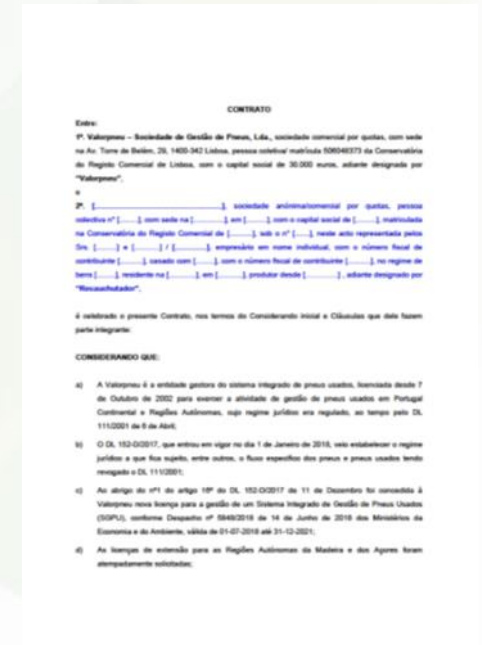 CONTRATO
Entre:
1ª. Valorpneu – Sociedade de Gestão de Pneus, Lda., sociedade comercial por quotas, com sede
na Av. Torre de Belém, 29, 1400-342 Lisboa, pessoa coletiva/ matrícula 506048373 da Conservatória
do Registo Comercial de Lisboa, com o capital social de 30.000 euros, adiante designada por
"Valorpneu".
e
2ª. [ ], sociedade anónima/comercial por quotas, pessoa
colectiva nº [ ], com sede na [ ], em [ ], com o capital social de [ ], matriculada
na Conservatória do Registo Comercial de [ ], sob o nº [ ], neste acto representada pelos
Srs. [ ] e [ ] / [ ], empresário em nome individual, com o número fiscal de
contribuinte [ ], casado com [ ], com o número fiscal de contribuinte [ ], no regime de
bens [ ], residente na [ ], em [ ], produtor desde [ ], adiante designado por
"Recauchutador".
é celebrado o presente Contrato, nos termos do Considerando inicial e Cláusulas que dele fazem
parte integrante:
CONSIDERANDO QUE:
a) A Valorpneu é a entidade gestora do sistema integrado de pneus usados, licenciada desde 7
de Outubro de 2002 para exercer a atividade de gestão de pneus usados em Portugal
Continental e Regiões Autónomas, cujo regime jurídico era regulado, ao tempo pelo DL
111/2001 de 6 de Abril;
b) O DL 152-D/2017, que entrou em vigor no dia 1 de Janeiro de 2018, veio estabelecer o regime
jurídico a que fica sujeito, entre outros, o fluxo específico dos pneus e pneus usados tendo
revogado o DL 111/2001;
c) Ao abrigo do nº1 do artigo 16º do DL 152-D/2017 de 11 de Dezembro foi concedida à
Valorpneu nova licença para a gestão de um Sistema Integrado de Gestão de Pneus Usados
(SGPU), conforme Despacho nº 5848/2018 de 14 de Junho de 2018 dos Ministérios da
Economia e do Ambiente, válida de 01-07-2018 até 31-12-2021;
d) As licenças de extensão para as Regiões Autónomas da Madeira e dos Açores foram
atempadamente solicitadas;